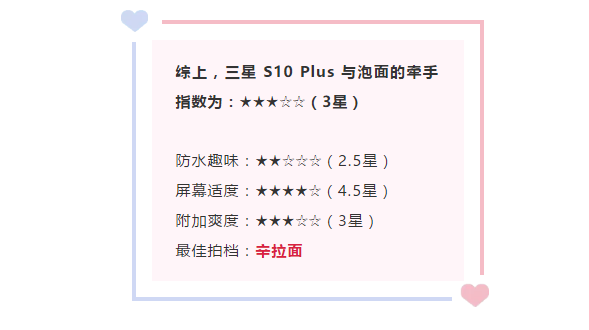 综上，三星 S10 Plus 与泡面的牵手
指数为：★★★☆☆（3星）
防水趣味：★★☆☆☆（2.5星）
屏幕适度：★★★★☆（4.5星）
附加爽度：★★★☆☆（3星）
最佳拍档：辛拉面